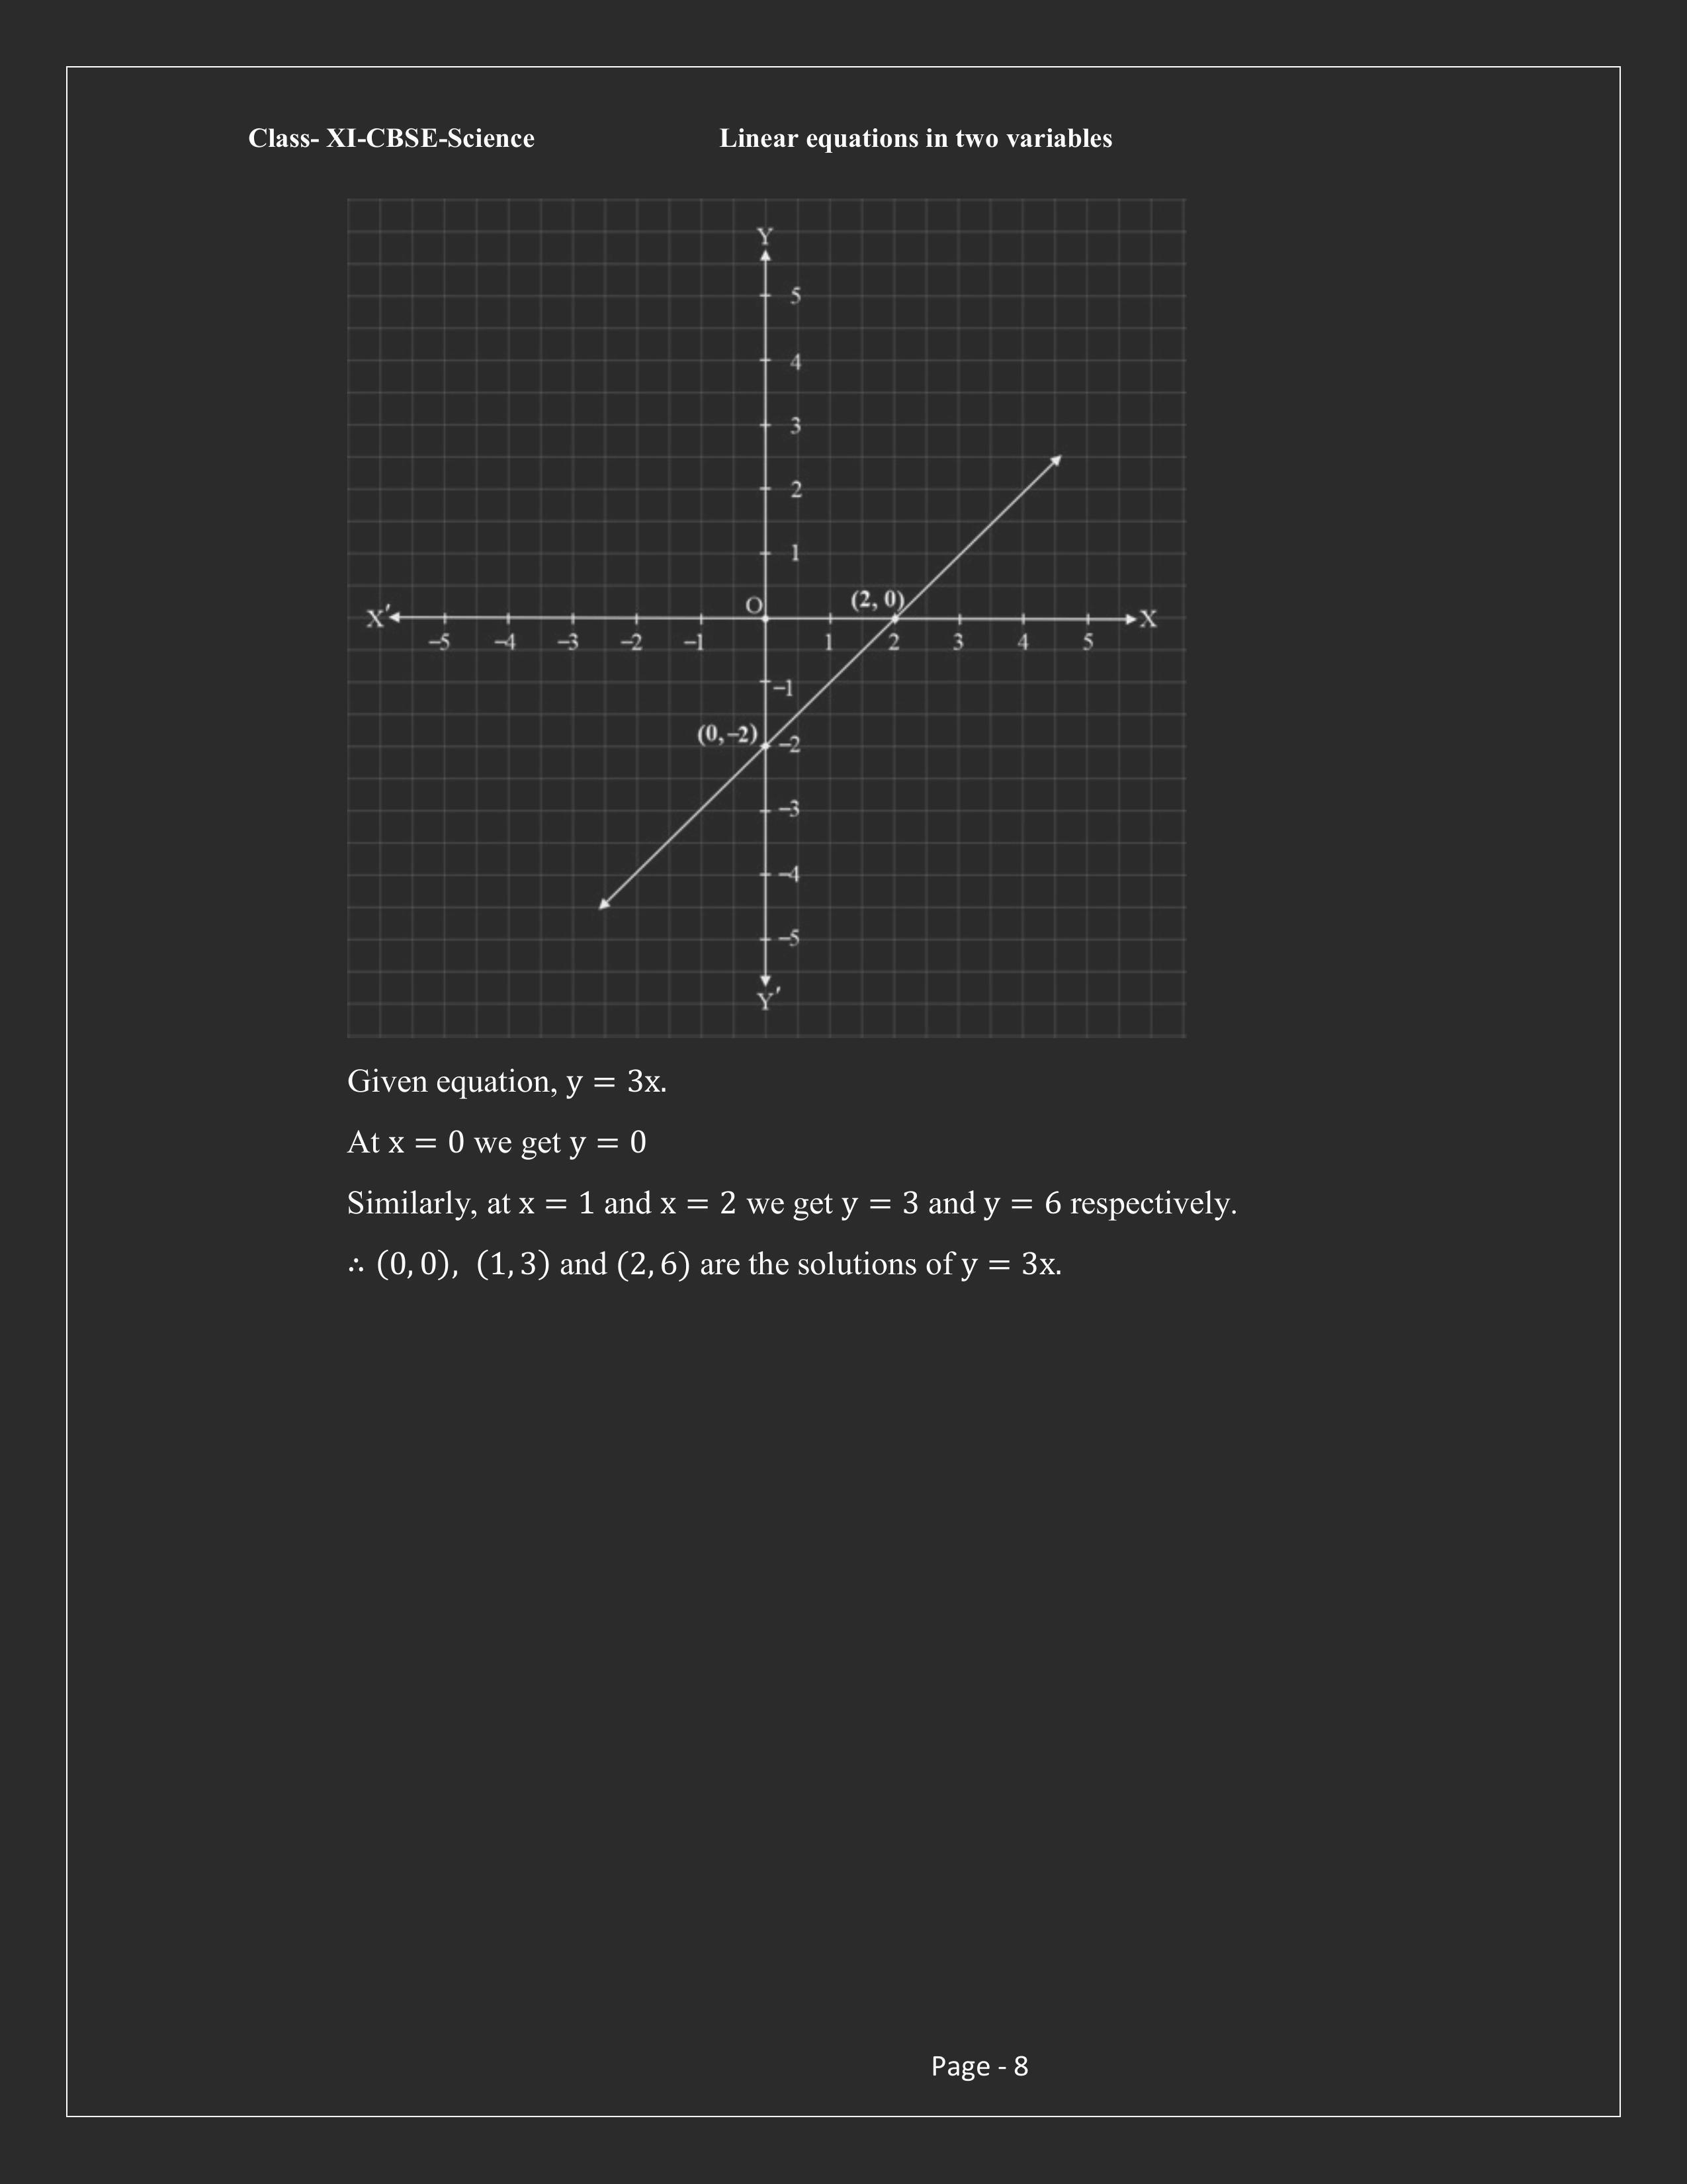 Class- XI-CBSE-Science Linear equations in two variables
Y
5
4
3
2
1
O (2, 0)
X′ X
–5 –4 –3 –2 –1 1 2 3 4 5
–1
(0,–2) –2
–3
–4
–5
Y′
Given equation, y = 3x.
At x = 0 we get y = 0
Similarly, at x = 1 and x = 2 we get y = 3 and y = 6 respectively.
∴ (0, 0), (1, 3) and (2, 6) are the solutions of y = 3x.
Page - 8